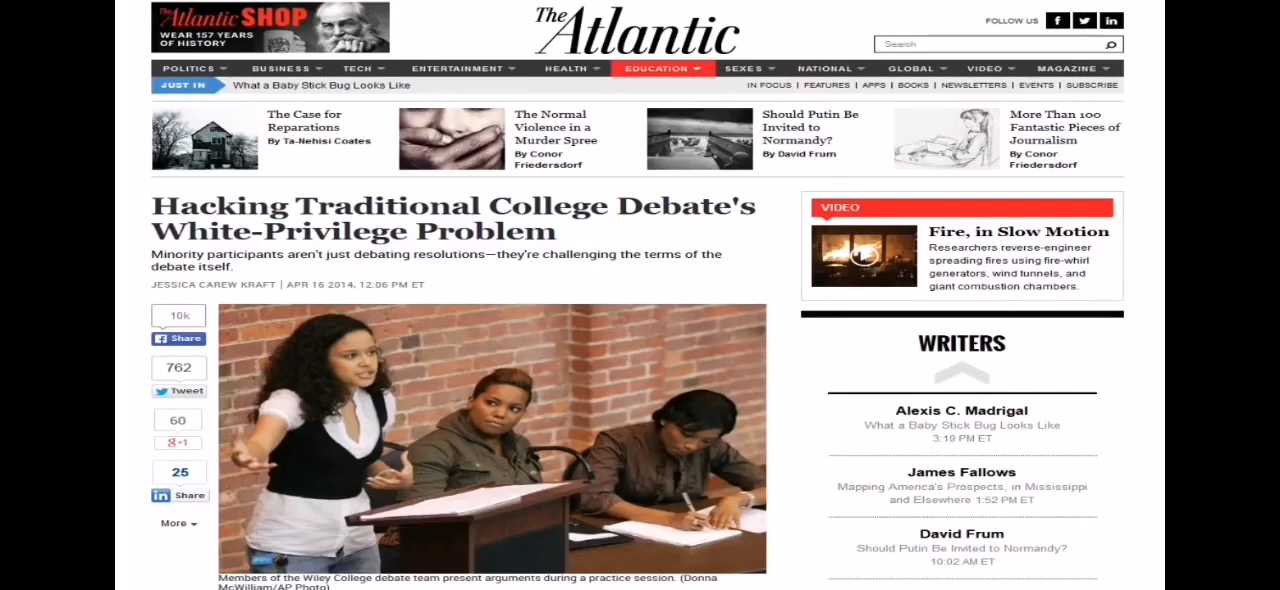 The Atlantic SHOP
WEAR 157 YEARS
OF HISTORY
The Atlantic
FOLLOW US
Search
POLITICS BUSINESS TECH ENTERTAINMENT HEALTH EDUCATION SEXES NATIONAL GLOBAL VIDEO MAGAZINE
JUST IN What a Baby Stick Bug Looks Like
IN FOCUS | FEATURES | APPS | BOOKS | NEWSLETTERS | EVENTS | SUBSCRIBE
The Case for
Reparations
By Ta-Nehisi Coates
The Normal
Violence in a
Murder Spree
By Conor
Friedersdorf
Should Putin Be
Invited to
Normandy?
By David Frum
More Than 100
Fantastic Pieces of
Journalism
By Conor
Friedersdorf
Hacking Traditional College Debate's
White-Privilege Problem
Minority participants aren't just debating resolutions—they're challenging the terms of the
debate itself.
JESSICA CAREW KRAFT | APR 16 2014, 12:06 PM ET
10k
f Share
762
Tweet
60
g+1
25
in Share
More
Members of the Wiley College debate team present arguments during a practice session. (Donna
McWilliam/AP Photo)
VIDEO
Fire, in Slow Motion
Researchers reverse-engineer
spreading fires using fire-whirl
generators, wind tunnels, and
giant combustion chambers.
WRITERS
Alexis C. Madrigal
What a Baby Stick Bug Looks Like
3:19 PM ET
James Fallows
Mapping America's Prospects, in Mississippi
and Elsewhere 1:52 PM ET
David Frum
Should Putin Be Invited to Normandy?
10:02 AM ET